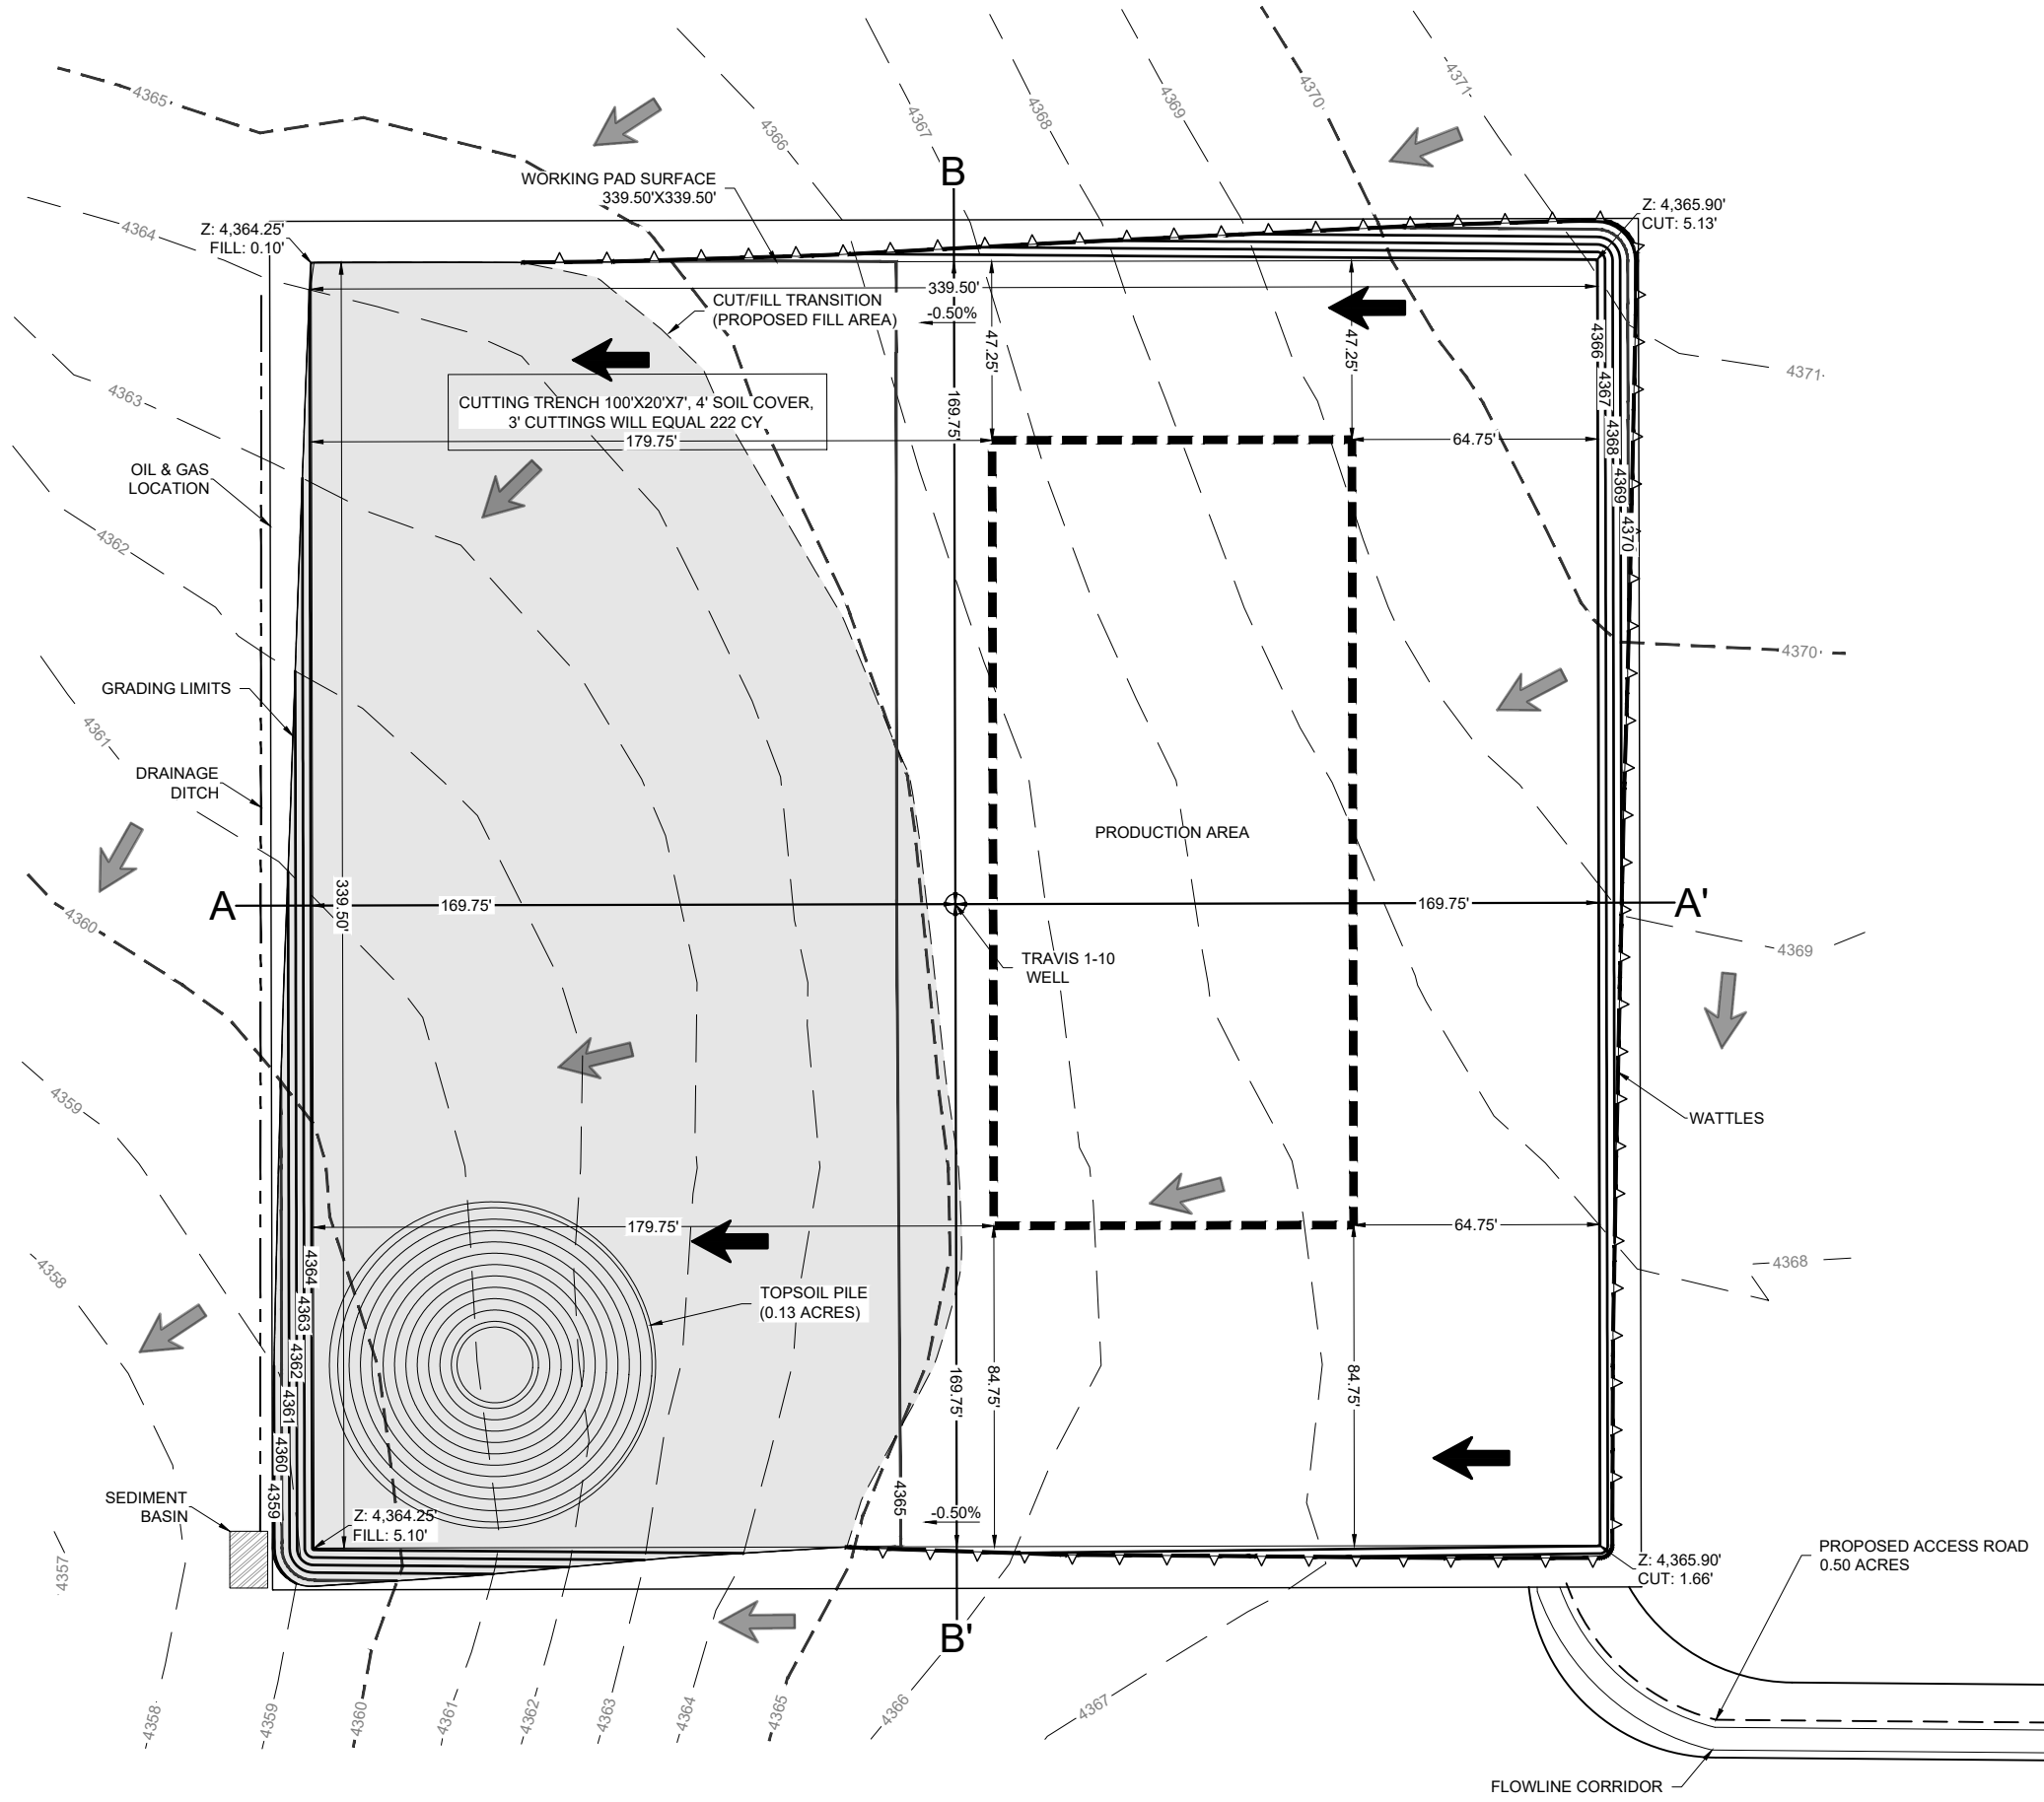 4371
4370
4369
4368
4367
4366
4365
B
WORKING PAD SURFACE
339.50'X339.50'
Z: 4,365.90'
CUT: 5.13'
Z: 4,364.25'
FILL: 0.10'
4364
339.50'
CUT/FILL TRANSITION
(PROPOSED FILL AREA)
-0.50%
47.25'
47.25'
4366
4367
4368
4369
4370
4371
4363
CUTTING TRENCH 100'X20'X7', 4' SOIL COVER,
3' CUTTINGS WILL EQUAL 222 CY
169.75'
179.75'
64.75'
OIL & GAS
LOCATION
4362
4370
GRADING LIMITS
4361
DRAINAGE
DITCH
PRODUCTION AREA
339.50'
A
169.75'
169.75'
A'
4360
4369
TRAVIS 1-10
WELL
4359
WATTLES
179.75'
64.75'
4358
4364
4363
4362
4361
4360
4359
4368
TOPSOIL PILE
(0.13 ACRES)
169.75'
84.75'
84.75'
4365
-0.50%
SEDIMENT
BASIN
Z: 4,364.25'
FILL: 5.10'
4357
Z: 4,365.90'
CUT: 1.66'
PROPOSED ACCESS ROAD
0.50 ACRES
B'
4358
4359
4360
4361
4362
4363
4364
4365
4366
4367
FLOWLINE CORRIDOR